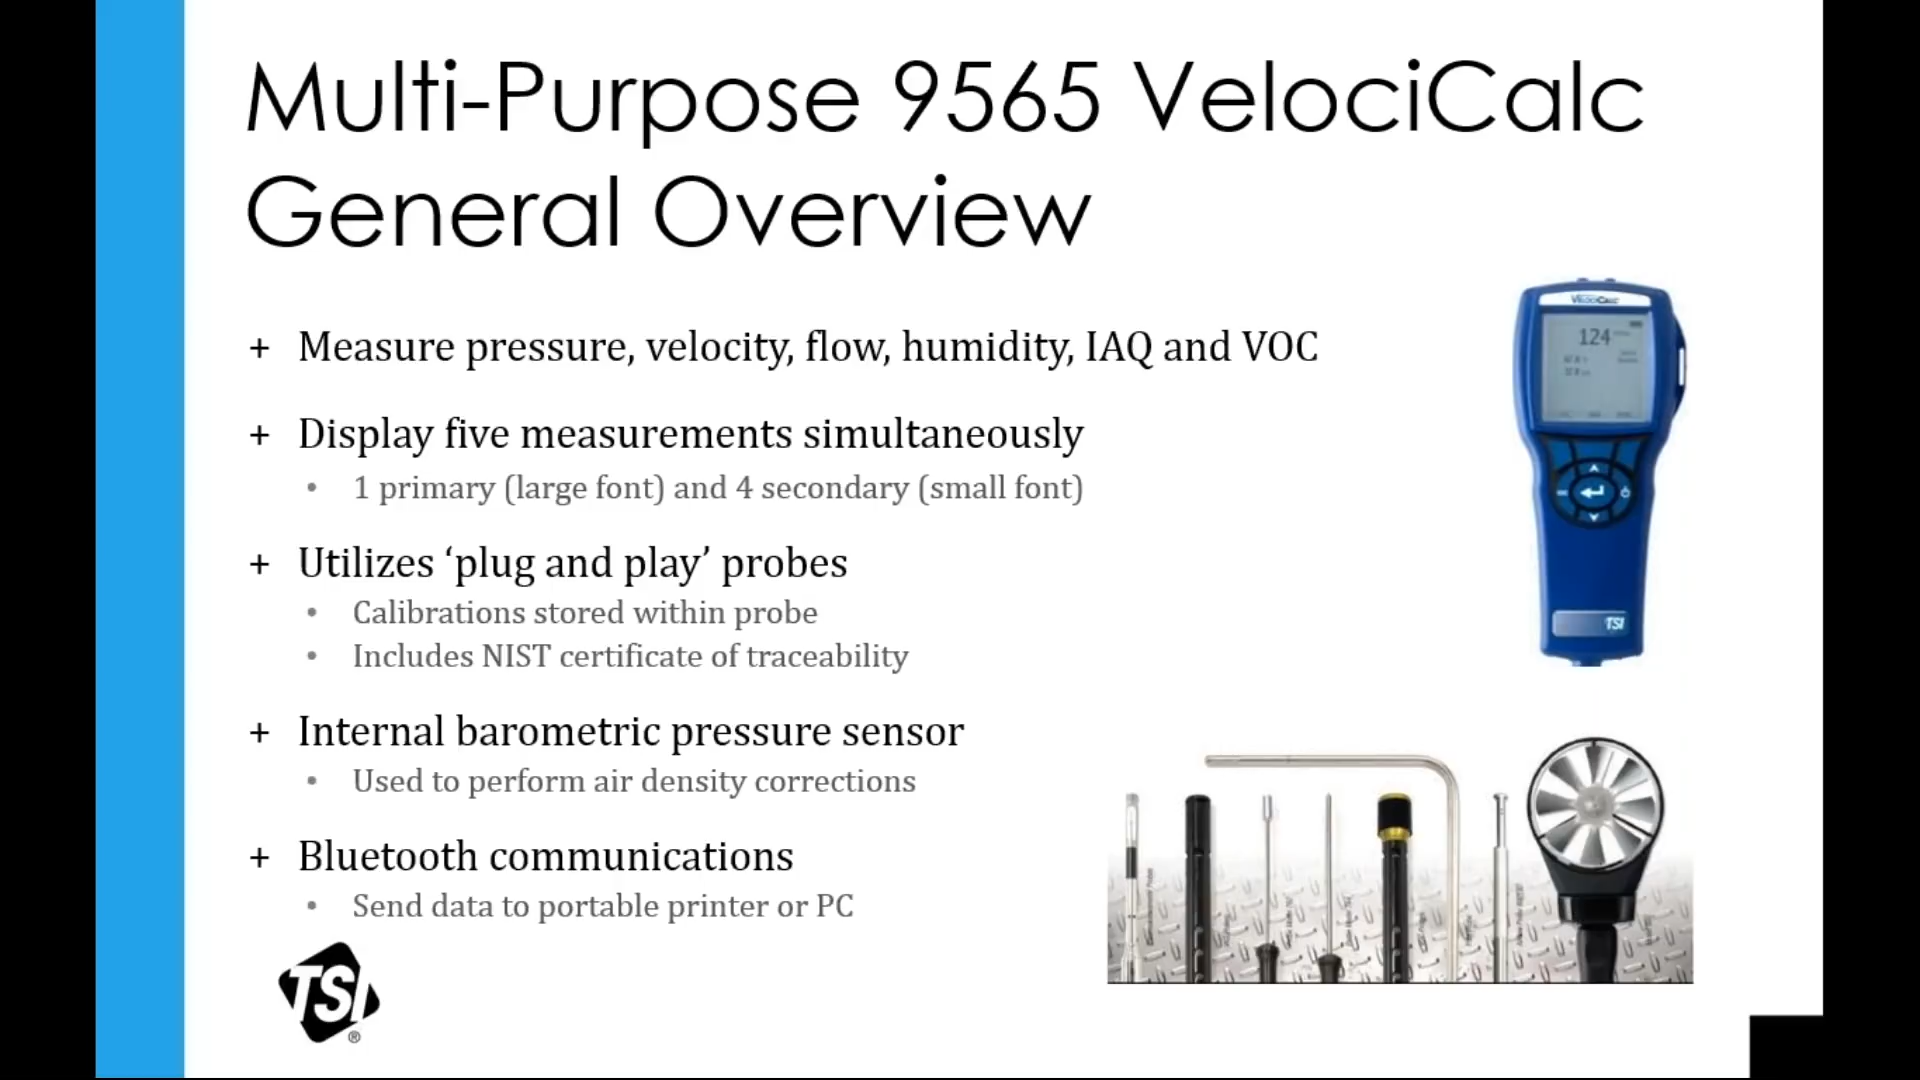 Multi-Purpose 9565 VelociCalc
General Overview
+ Measure pressure, velocity, flow, humidity, IAQ and VOC
+ Display five measurements simultaneously
• 1 primary (large font) and 4 secondary (small font)
+ Utilizes ‘plug and play’ probes
• Calibrations stored within probe
• Includes NIST certificate of traceability
+ Internal barometric pressure sensor
• Used to perform air density corrections
+ Bluetooth communications
• Send data to portable printer or PC
VELOCICALC
124
TSI
TSI
®